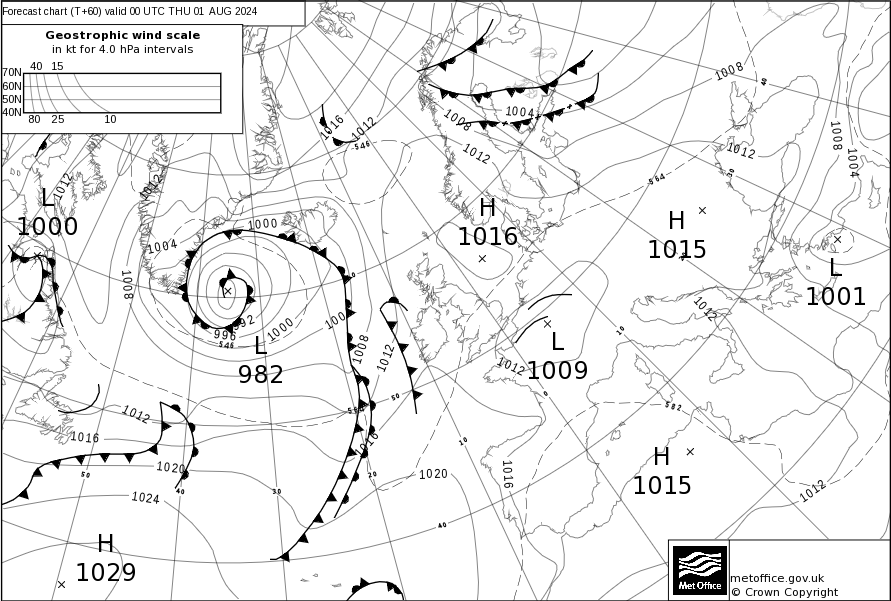 Forecast chart (T+60) valid 00 UTC THU 01 AUG 2024
Geostrophic wind scale
in kt for 4.0 hPa intervals
40 15
70N
60N
50N
40N
80 25 10
1016
1012
546
1008
1004
1012
1008
40
1012
1008
1004
564
L
1000
1012
1012
1004
1008
1000
H
1016
H
1015
L
1001
992
996
546
1000
L
982
1008
1012
1012
L
1009
1012
10
0
50
10
582
1012
1016
1020
1024
50
40
30
20
1016
564
1020
40
1016
H
1015
1012
H
1029
Met Office
metoffice.gov.uk
© Crown Copyright